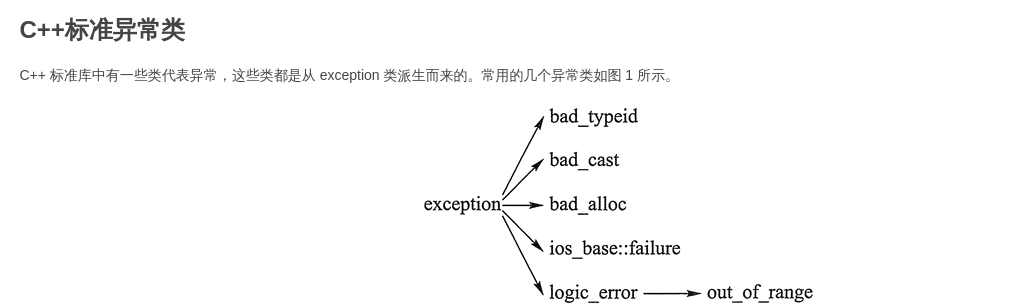 C++标准异常类
C++ 标准库中有一些类代表异常，这些类都是从 exception 类派生而来的。常用的几个异常类如图 1 所示。
bad_typeid
bad_cast
exception bad_alloc
ios_base::failure
logic_error out_of_range